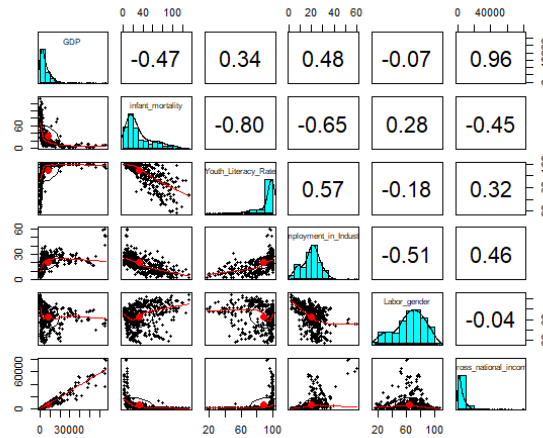 0 40 100
0 20 40 60
0 40000
GDP
-0.47
0.34
0.48
-0.07
0.96
0 60
infant_mortality
-0.80
-0.65
0.28
-0.45
Youth_Literacy_Rate
0.57
-0.18
0.32
0 30 60
nployment_in_Indust
-0.51
0.46
Labor_gender
-0.04
0 60000
ross_national_incom
0 30000
20 60 100
20 60 100